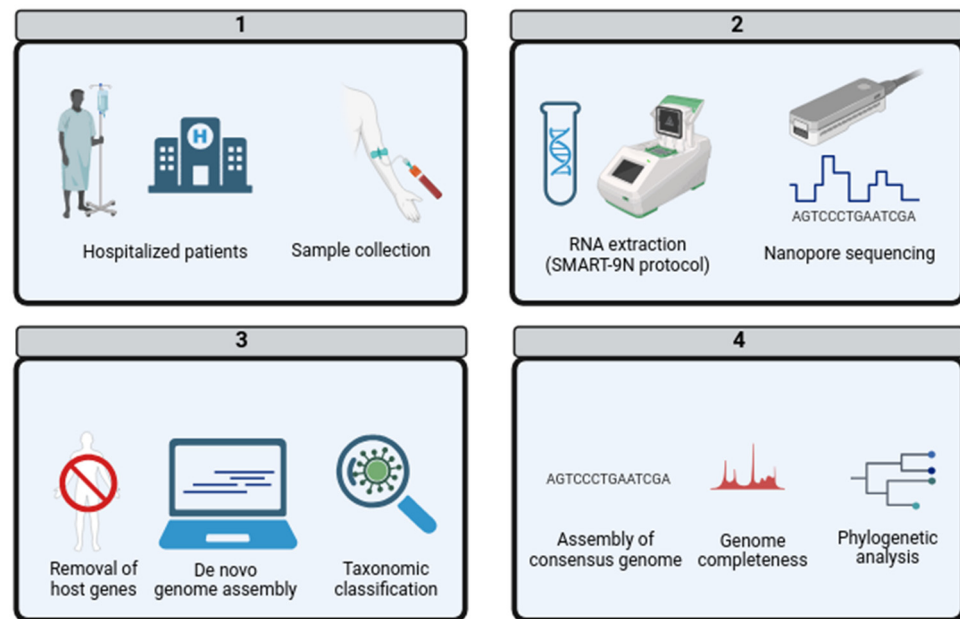 1
H
Hospitalized patients
Sample collection
2
RNA extraction
(SMART-9N protocol)
AGTCCCTGAATCGA
Nanopore sequencing
3
Removal of
host genes
De novo
genome assembly
Taxonomic
classification
4
AGTCCCTGAATCGA
Assembly of
consensus genome
Genome
completeness
Phylogenetic
analysis